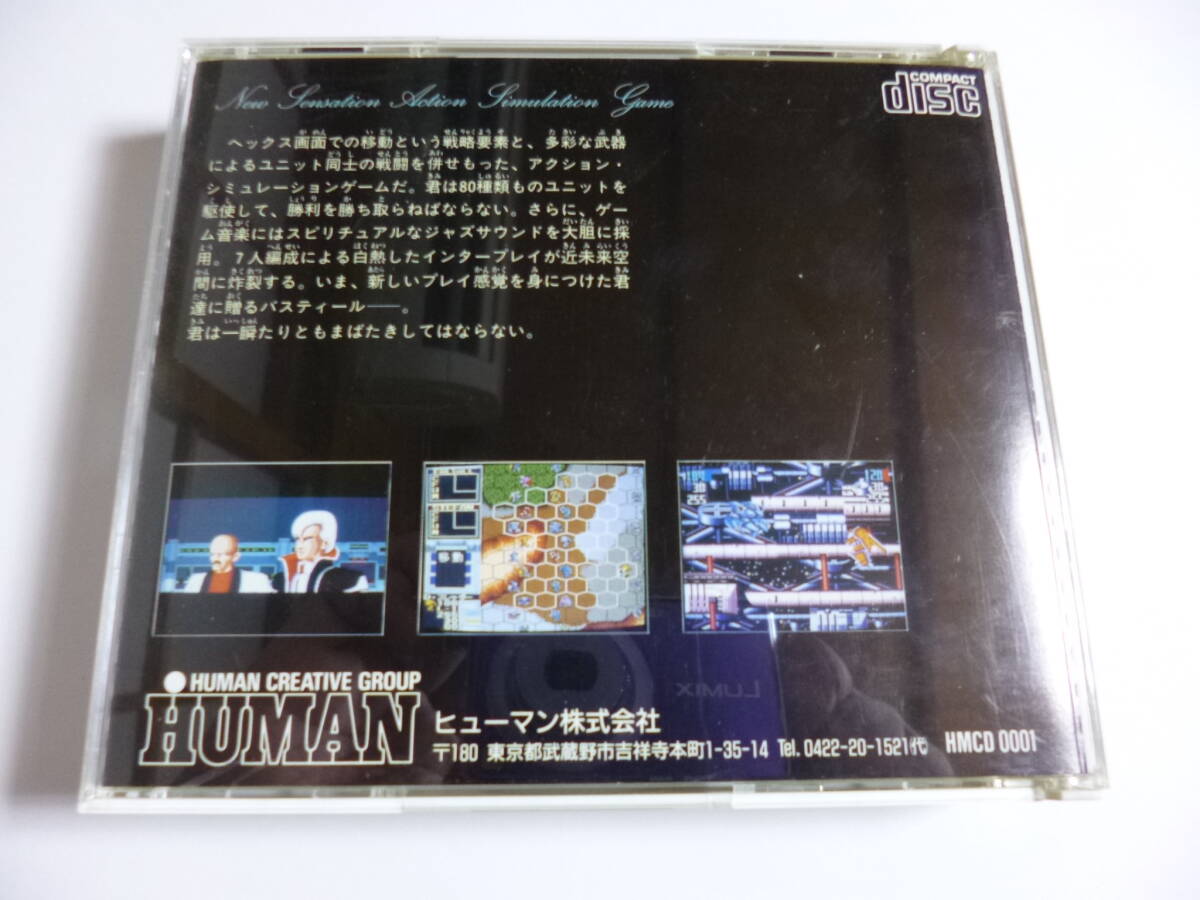 New Sensation Action Simulation Game
COMPACT
disc
ヘックス画面での移動という戦略要素と、多彩な武器
によるユニット同士の戦闘を併せもった、アクション・
シミュレーションゲームだ。君は80種類ものユニットを
駆使して、勝利を勝ち取らねばならない。さらに、ゲー
ム音楽にはスピリチュアルなジャズサウンドを大胆に採
用。7人編成による白熱したインタープレイが近未来空
間に炸裂する。いま、新しいプレイ感覚を身につけた君
達に贈るバスティール──。
君は一瞬たりともまばたきしてはならない。
移動
255
HUMAN CREATIVE GROUP
HUMAN
ヒューマン株式会社
〒180 東京都武蔵野市吉祥寺本町1-35-14 Tel. 0422-20-1521代
HMCD 0001
LUMIX